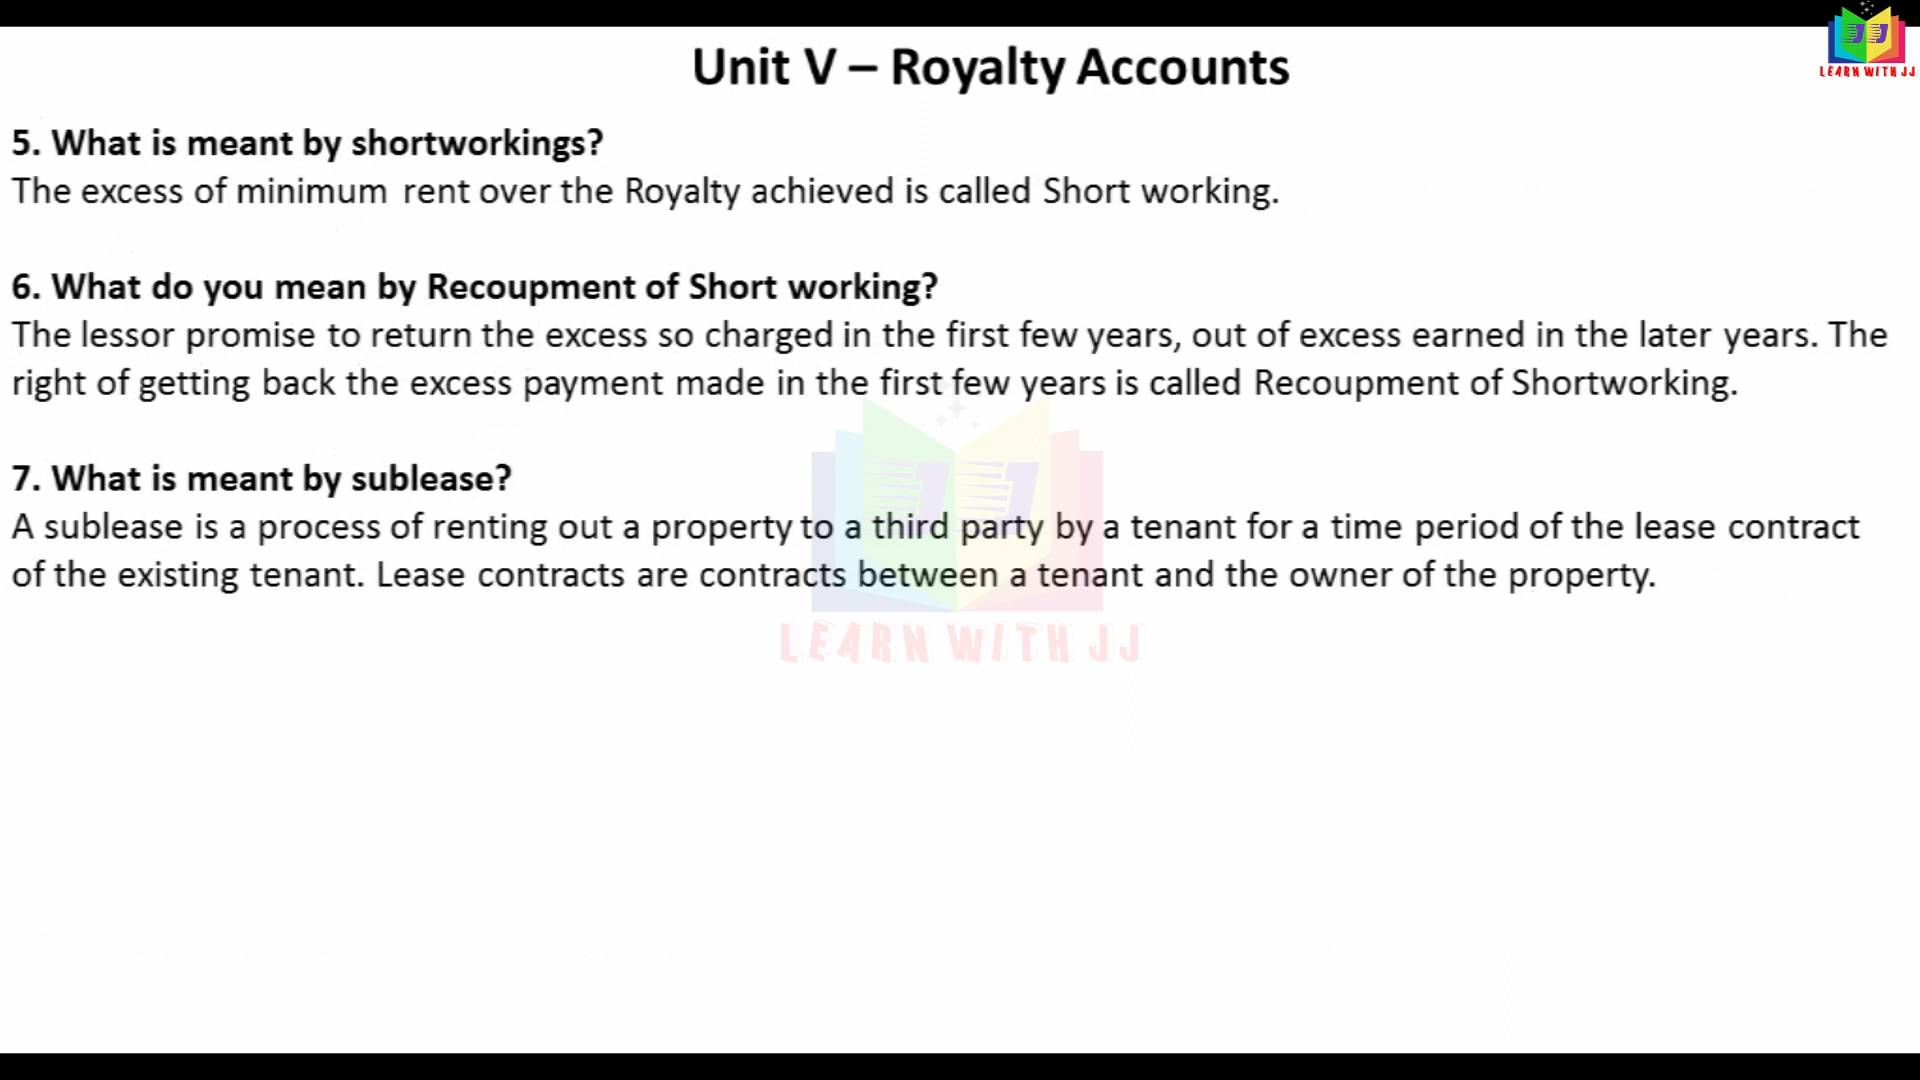 LEARN WITH JJ
Unit V – Royalty Accounts
5. What is meant by shortworkings?
The excess of minimum rent over the Royalty achieved is called Short working.
6. What do you mean by Recoupment of Short working?
The lessor promise to return the excess so charged in the first few years, out of excess earned in the later years. The
right of getting back the excess payment made in the first few years is called Recoupment of Shortworking.
7. What is meant by sublease?
A sublease is a process of renting out a property to a third party by a tenant for a time period of the lease contract
of the existing tenant. Lease contracts are contracts between a tenant and the owner of the property.
LEARN WITH JJ